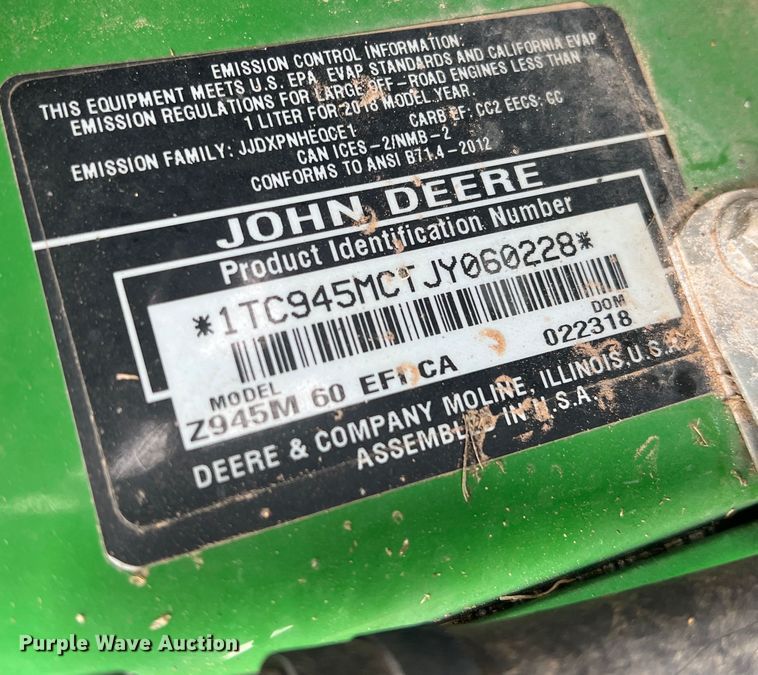 EMISSION CONTROL INFORMATION:
THIS EQUIPMENT MEETS U.S. EPA EVAP STANDARDS AND CALIFORNIA EVAP
EMISSION REGULATIONS FOR LARGE OFF-ROAD ENGINES LESS THAN
1 LITER FOR 2018 MODEL YEAR.
EMISSION FAMILY: JJDXPNHEQCE1 CARB EF: CC2 EECS: GC
CAN ICES-2/NMB-2
CONFORMS TO ANSI B71.4-2012
JOHN DEERE
Product Identification Number
*1TC945MCTJY060228*
MODEL DOM
Z945M 60 EFI CA 022318
DEERE & COMPANY MOLINE, ILLINOIS, U.S.
ASSEMBLED IN U.S.A.
Purple Wave Auction